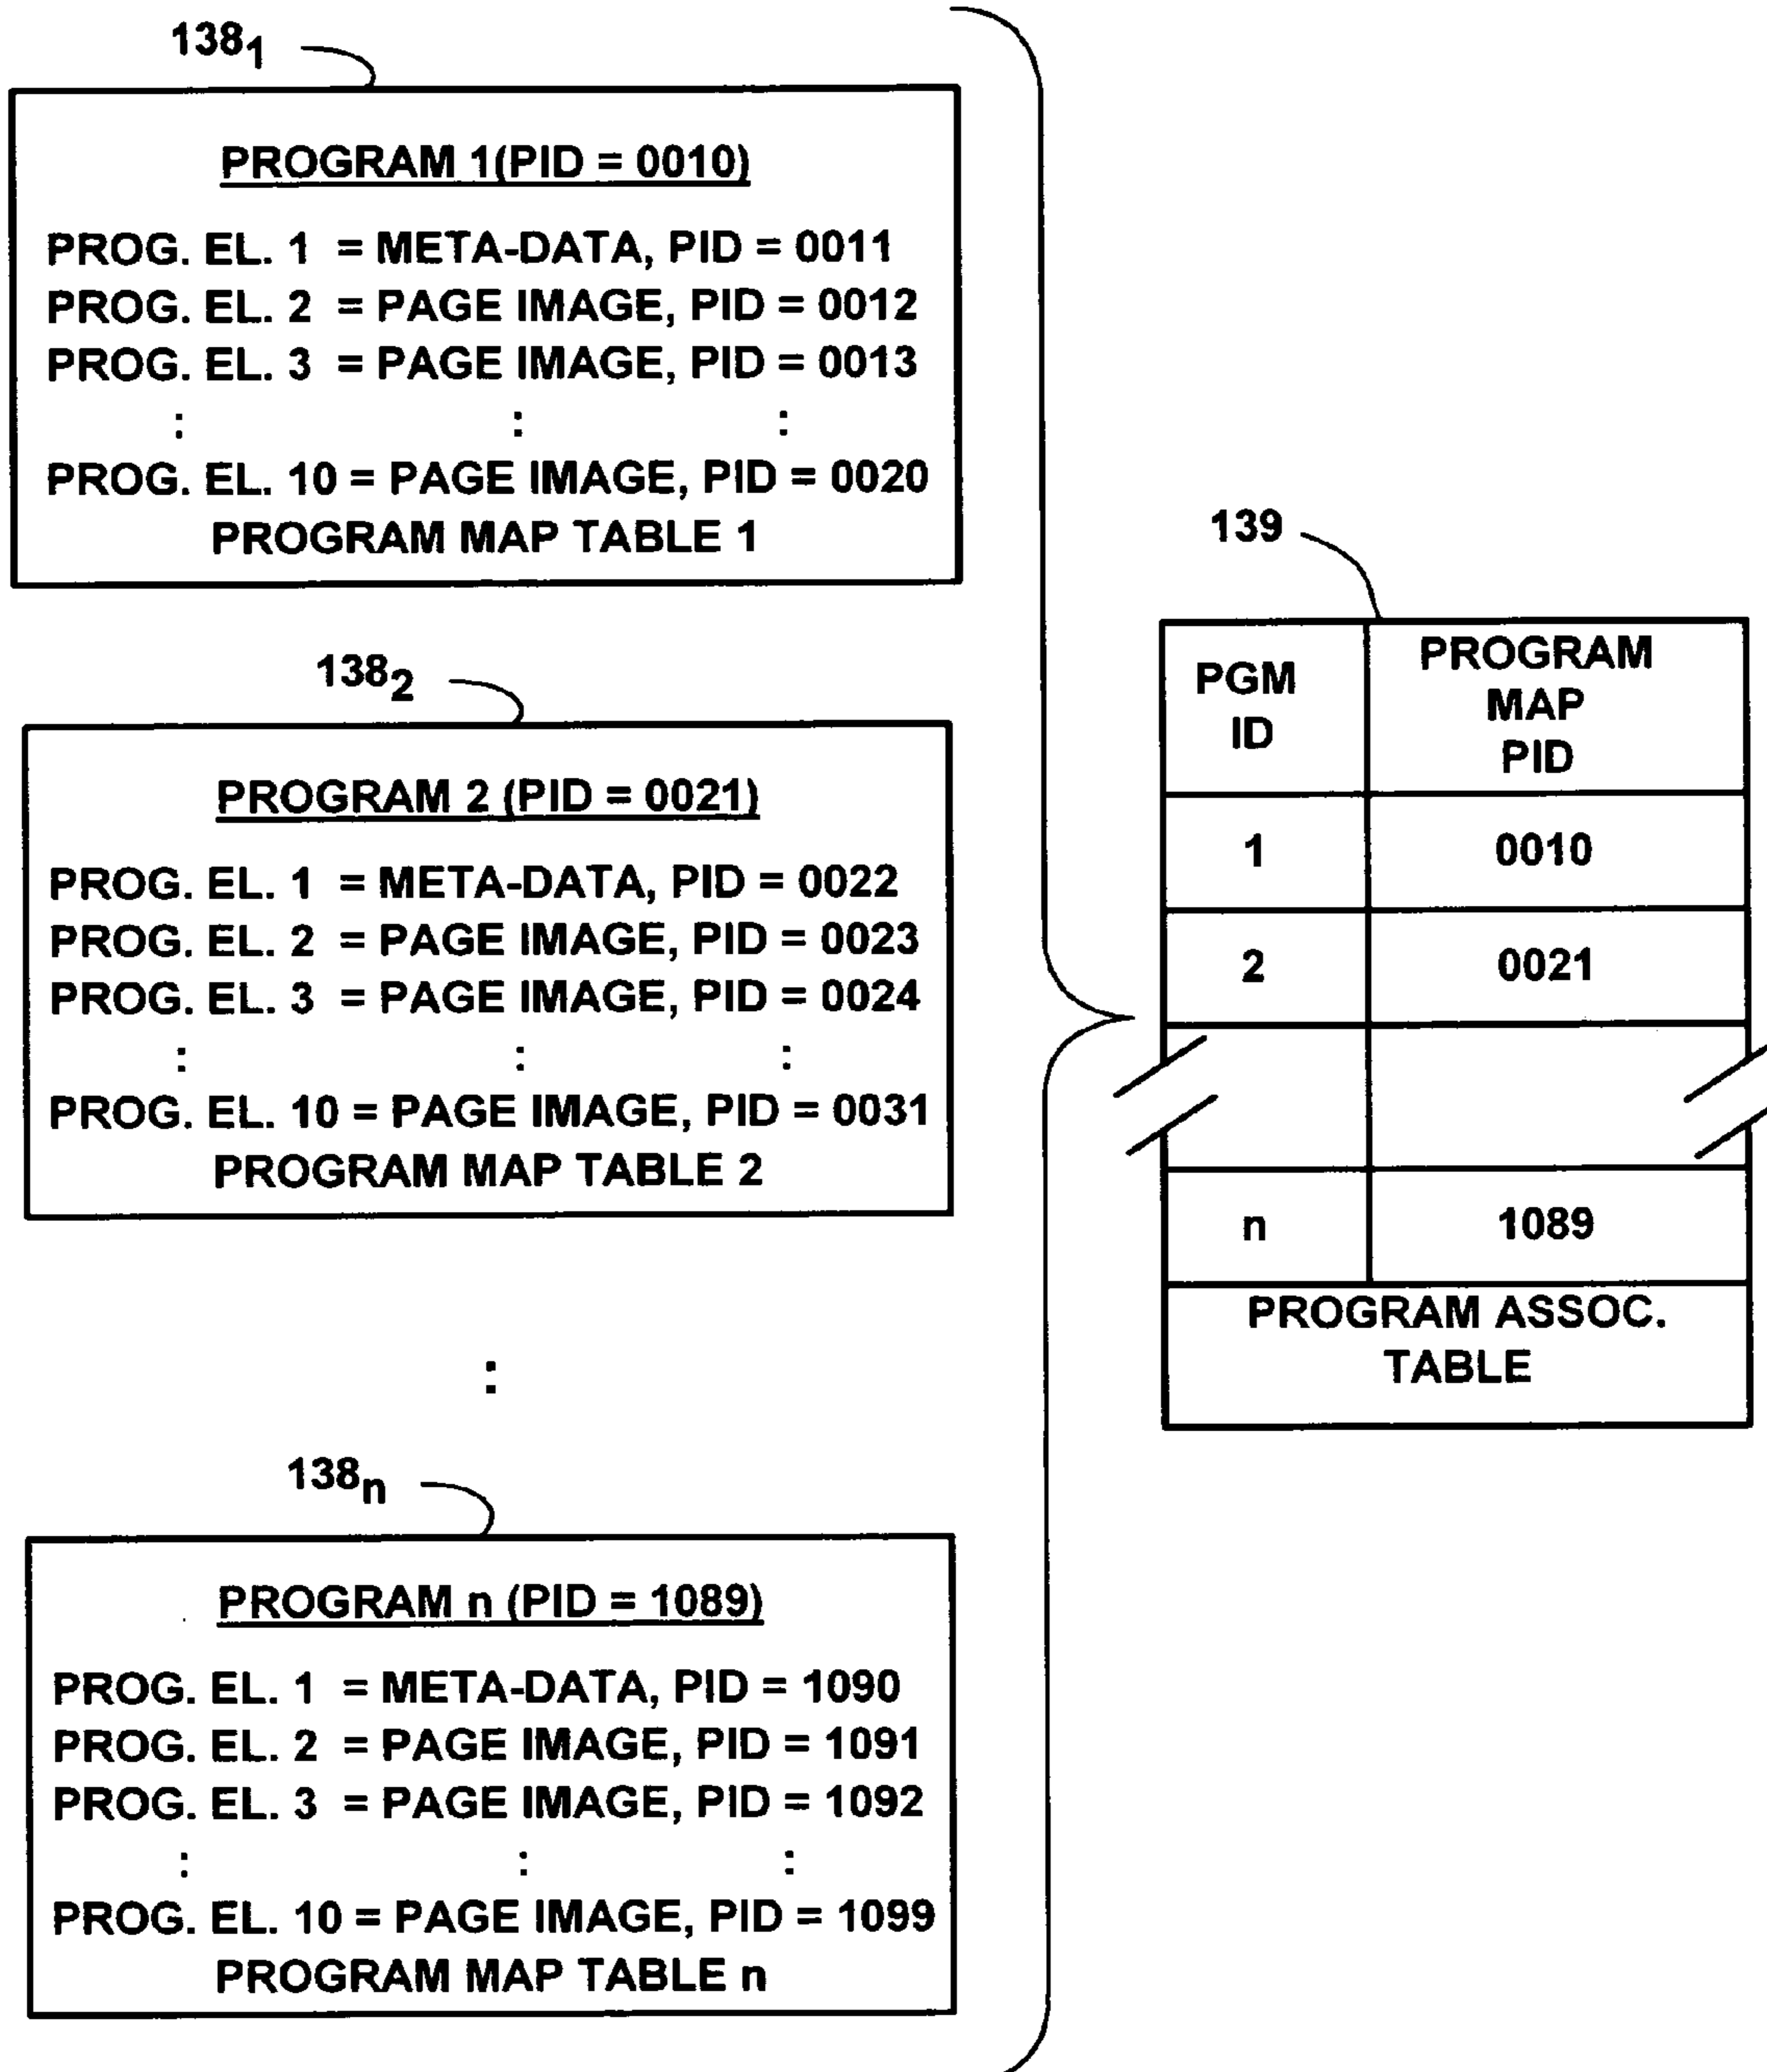 138₁
PROGRAM 1(PID = 0010)
PROG. EL. 1 = META-DATA, PID = 0011
PROG. EL. 2 = PAGE IMAGE, PID = 0012
PROG. EL. 3 = PAGE IMAGE, PID = 0013
: : :
PROG. EL. 10 = PAGE IMAGE, PID = 0020
PROGRAM MAP TABLE 1
138₂
PROGRAM 2 (PID = 0021)
PROG. EL. 1 = META-DATA, PID = 0022
PROG. EL. 2 = PAGE IMAGE, PID = 0023
PROG. EL. 3 = PAGE IMAGE, PID = 0024
: : :
PROG. EL. 10 = PAGE IMAGE, PID = 0031
PROGRAM MAP TABLE 2
:
138ₙ
PROGRAM n (PID = 1089)
PROG. EL. 1 = META-DATA, PID = 1090
PROG. EL. 2 = PAGE IMAGE, PID = 1091
PROG. EL. 3 = PAGE IMAGE, PID = 1092
: : :
PROG. EL. 10 = PAGE IMAGE, PID = 1099
PROGRAM MAP TABLE n
139
PGM
ID
PROGRAM
MAP
PID
1 0010
2 0021
n 1089
PROGRAM ASSOC.
TABLE